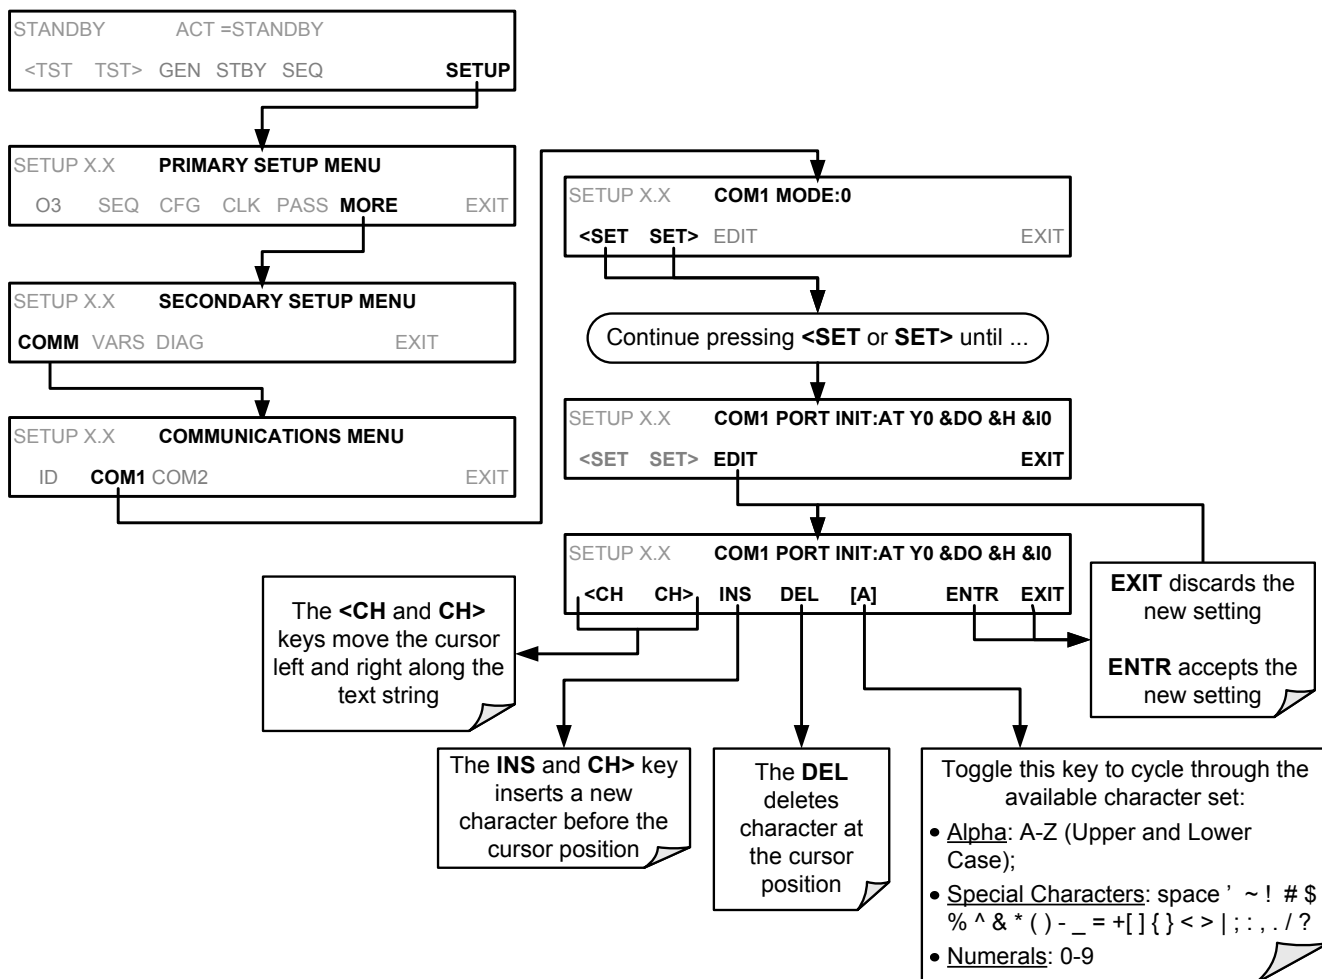 STANDBY ACT =STANDBY
<TST TST> GEN STBY SEQ SETUP
SETUP X.X PRIMARY SETUP MENU
O3 SEQ CFG CLK PASS MORE EXIT
SETUP X.X SECONDARY SETUP MENU
COMM VARS DIAG EXIT
SETUP X.X COMMUNICATIONS MENU
ID COM1 COM2 EXIT
SETUP X.X COM1 MODE:0
<SET SET> EDIT EXIT
Continue pressing <SET or SET> until ...
SETUP X.X COM1 PORT INIT:AT Y0 &DO &H &I0
<SET SET> EDIT EXIT
SETUP X.X COM1 PORT INIT:AT Y0 &DO &H &I0
<CH CH> INS DEL [A] ENTR EXIT
The <CH and CH>
keys move the cursor
left and right along the
text string
EXIT discards the
new setting
ENTR accepts the
new setting
The INS and CH> key
inserts a new
character before the
cursor position
The DEL
deletes
character at
the cursor
position
Toggle this key to cycle through the
available character set:
• Alpha: A-Z (Upper and Lower
Case);
• Special Characters: space ' ~ ! # $
% ^ & * ( ) - _ = +[ ] { } < > | ; : , . / ?
• Numerals: 0-9